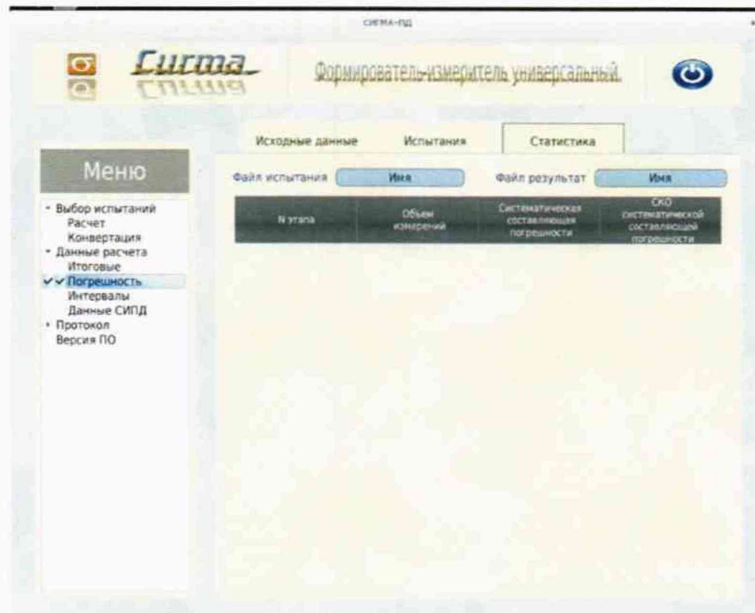 СИГМА-ПД
σ
Сигма
Формирователь-измеритель универсальный.
Исходные данные Испытания Статистика
Меню
Файл испытания Имя Файл результат Имя
N этапа Объем измерений Систематическая составляющая погрешности СКО систематической составляющей погрешности
Выбор испытаний
Расчет
Конвертация
Данные расчета
Итоговые
Погрешность
Интервалы
Данные СИПД
Протокол
Версия ПО